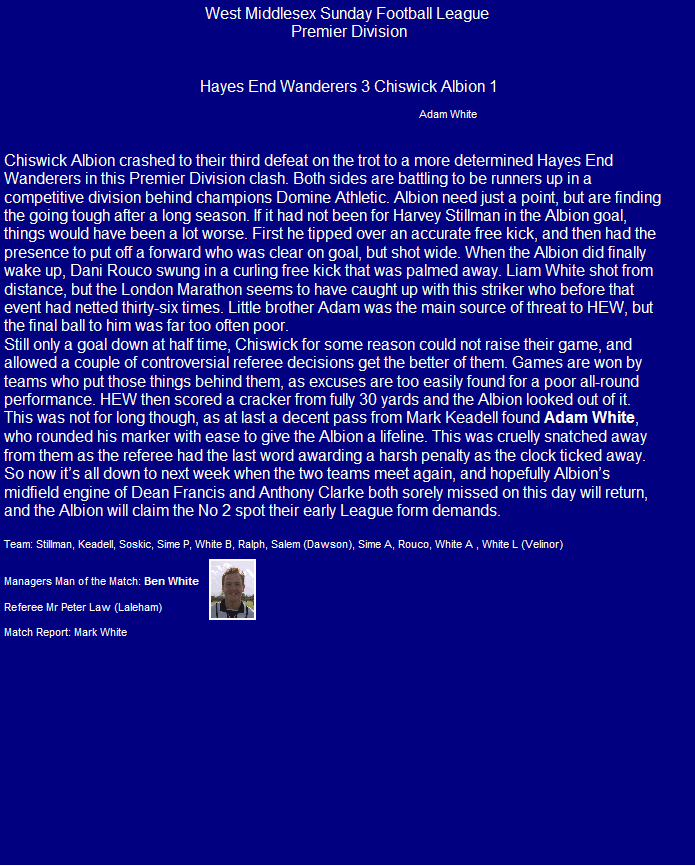 West Middlesex Sunday Football League
Premier Division
Hayes End Wanderers 3 Chiswick Albion 1
Adam White
Chiswick Albion crashed to their third defeat on the trot to a more determined Hayes End
Wanderers in this Premier Division clash. Both sides are battling to be runners up in a
competitive division behind champions Domine Athletic. Albion need just a point, but are finding
the going tough after a long season. If it had not been for Harvey Stillman in the Albion goal,
things would have been a lot worse. First he tipped over an accurate free kick, and then had the
presence to put off a forward who was clear on goal, but shot wide. When the Albion did finally
wake up, Dani Rouco swung in a curling free kick that was palmed away. Liam White shot from
distance, but the London Marathon seems to have caught up with this striker who before that
event had netted thirty-six times. Little brother Adam was the main source of threat to HEW, but
the final ball to him was far too often poor.
Still only a goal down at half time, Chiswick for some reason could not raise their game, and
allowed a couple of controversial referee decisions get the better of them. Games are won by
teams who put those things behind them, as excuses are too easily found for a poor all-round
performance. HEW then scored a cracker from fully 30 yards and the Albion looked out of it.
This was not for long though, as at last a decent pass from Mark Keadell found Adam White,
who rounded his marker with ease to give the Albion a lifeline. This was cruelly snatched away
from them as the referee had the last word awarding a harsh penalty as the clock ticked away.
So now it's all down to next week when the two teams meet again, and hopefully Albion's
midfield engine of Dean Francis and Anthony Clarke both sorely missed on this day will return,
and the Albion will claim the No 2 spot their early League form demands.
Team: Stillman, Keadell, Soskic, Sime P, White B, Ralph, Salem (Dawson), Sime A, Rouco, White A , White L (Velinor)
Managers Man of the Match: Ben White
Referee Mr Peter Law (Laleham)
Match Report: Mark White